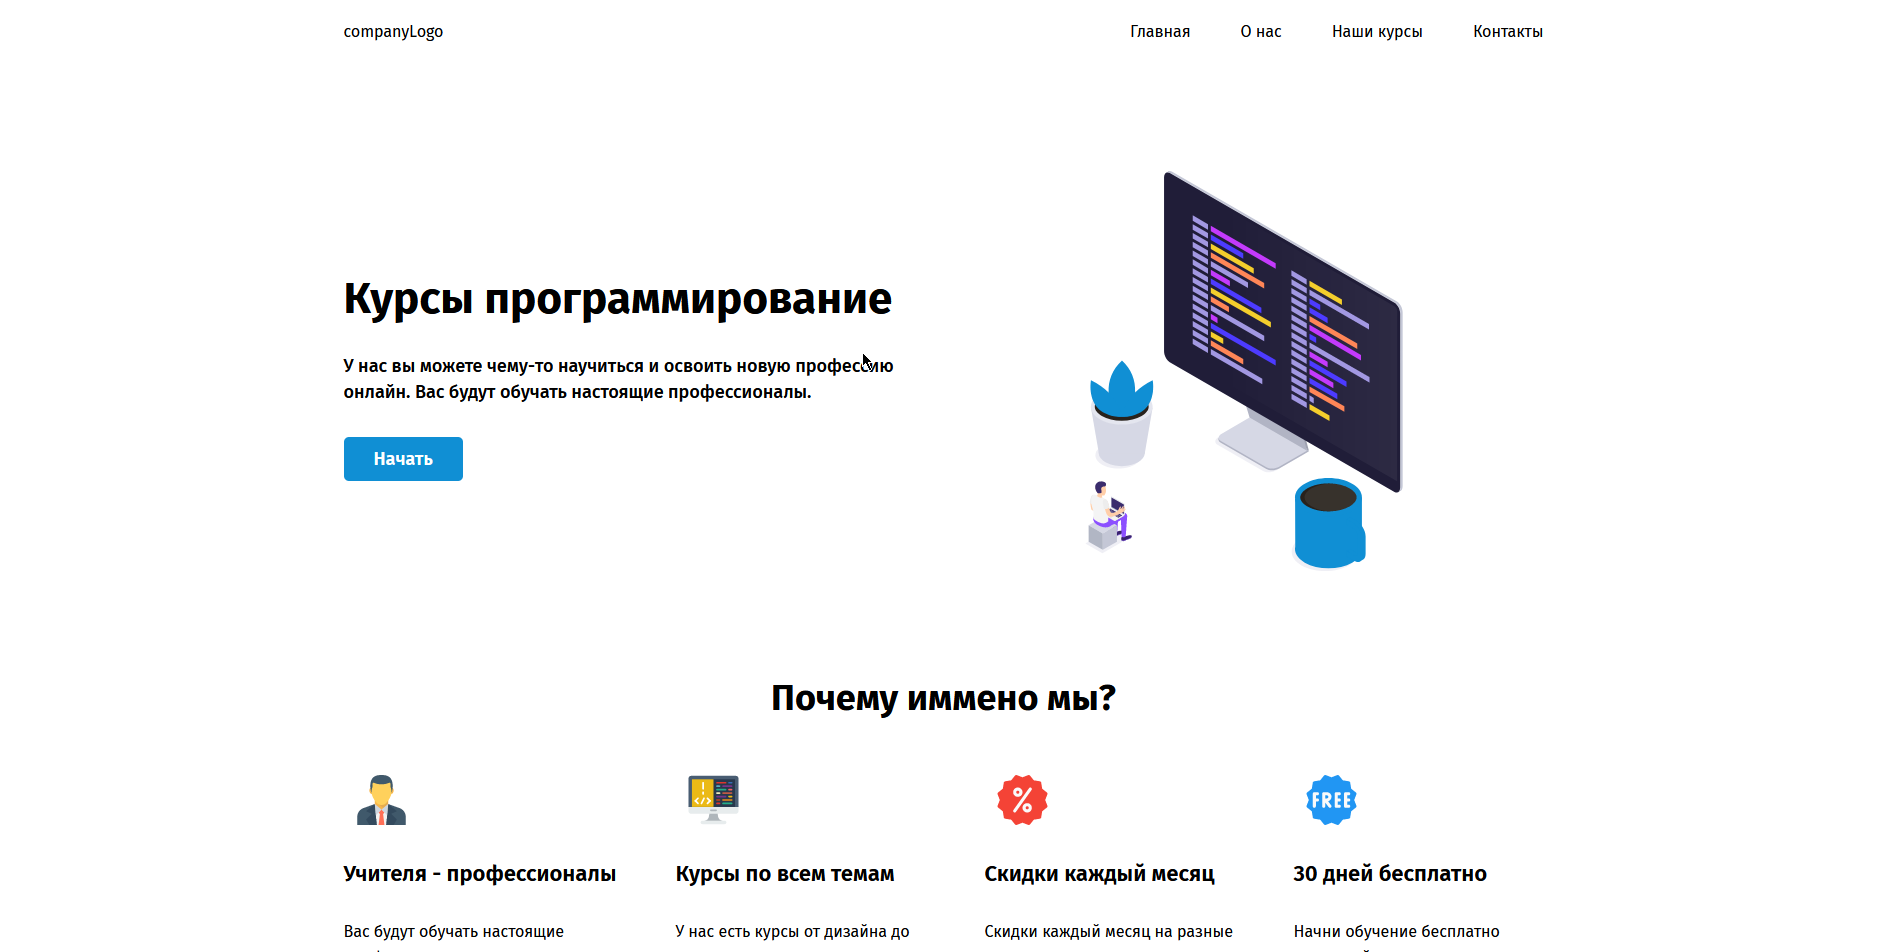 companyLogo
Главная
О нас
Наши курсы
Контакты
Курсы программирование
У нас вы можете чему-то научиться и освоить новую профессию
онлайн. Вас будут обучать настоящие профессионалы.
Начать
Почему иммено мы?
FREE
Учителя - профессионалы
Курсы по всем темам
Скидки каждый месяц
30 дней бесплатно
Вас будут обучать настоящие
У нас есть курсы от дизайна до
Скидки каждый месяц на разные
Начни обучение бесплатно